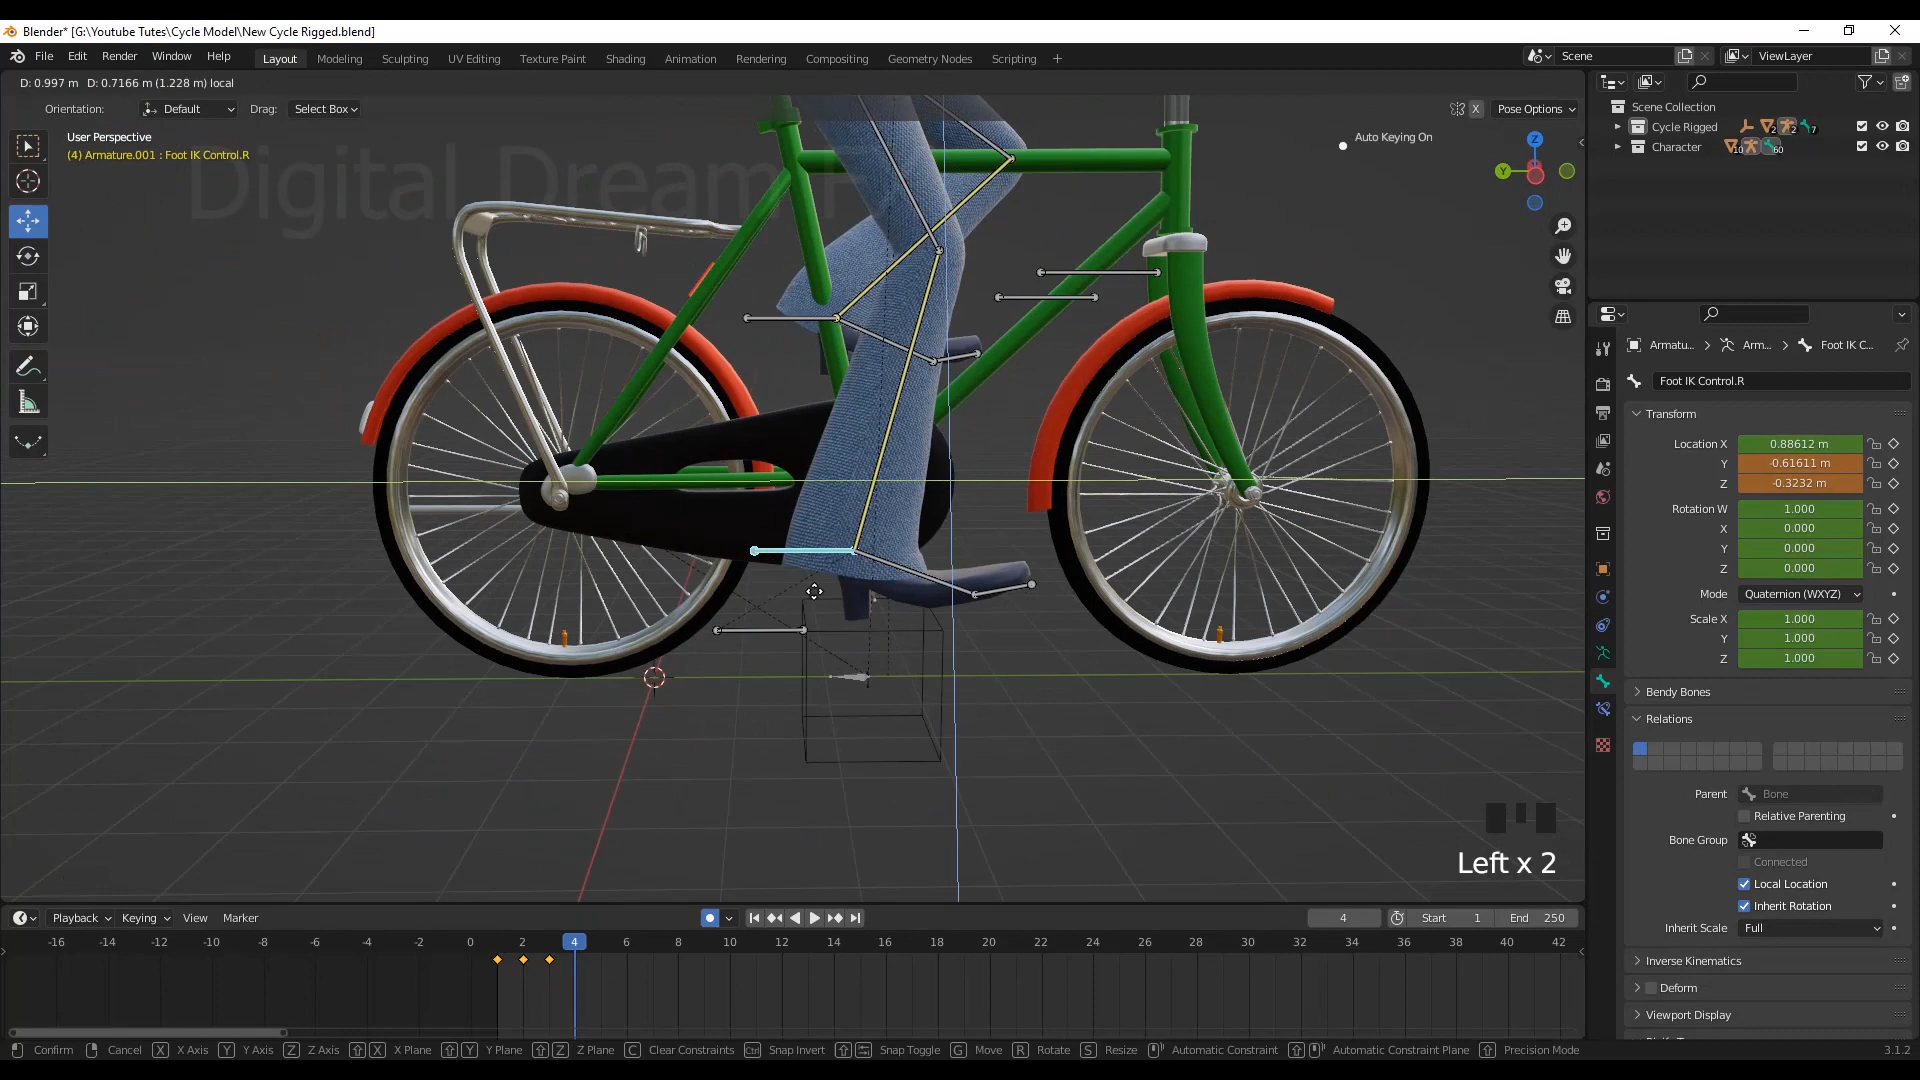 Blender* [G:\Youtube Tutes\Cycle Model\New Cycle Rigged.blend]
File Edit Render Window Help Layout Modeling Sculpting UV Editing Texture Paint Shading Animation Rendering Compositing Geometry Nodes Scripting + Scene ViewLayer
D: 0.997 m D: 0.7166 m (1.228 m) local
Orientation: Default Drag: Select Box X Pose Options
User Perspective
(4) Armature.001 : Foot IK Control.R
Auto Keying On
Digital Dream
Z
Y
Scene Collection
Cycle Rigged 2 2 7
Character 10 60
Armatu... Arm... Foot IK C...
Foot IK Control.R
Transform
Location X 0.88612 m
Y -0.61611 m
Z -0.3232 m
Rotation W 1.000
X 0.000
Y 0.000
Z 0.000
Mode Quaternion (WXYZ)
Scale X 1.000
Y 1.000
Z 1.000
Bendy Bones
Relations
Parent Bone
Relative Parenting
Bone Group
Connected
Local Location
Inherit Rotation
Inherit Scale Full
Inverse Kinematics
Deform
Viewport Display
Left x 2
Playback Keying View Marker 4 Start 1 End 250
-16 -14 -12 -10 -8 -6 -4 -2 0 2 4 6 8 10 12 14 16 18 20 22 24 26 28 30 32 34 36 38 40 42
Confirm Cancel X X Axis Y Y Axis Z Z Axis X X Plane Y Y Plane Z Z Plane C Clear Constraints Ctrl Snap Invert Snap Toggle G Move R Rotate S Resize Automatic Constraint Automatic Constraint Plane Precision Mode 3.1.2